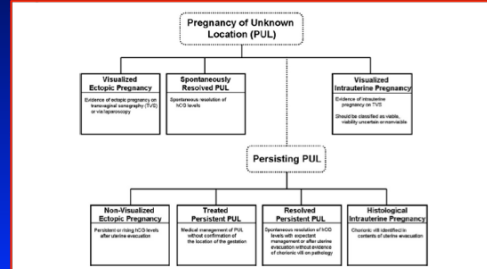 Pregnancy of Unknown
Location (PUL)
Visualized
Ectopic Pregnancy
Evidence of ectopic pregnancy on
transvaginal sonography (TVS)
or via laparoscopy
Spontaneously
Resolved PUL
Spontaneous resolution of
hCG levels
Visualized
Intrauterine Pregnancy
Evidence of intrauterine
pregnancy on TVS
Should be classified as viable,
viability uncertain or nonviable
Persisting PUL
Non-Visualized
Ectopic Pregnancy
Persistent or rising hCG levels
after uterine evacuation
Treated
Persistent PUL
Medical management of PUL
without confirmation of
the location of the gestation
Resolved
Persistent PUL
Spontaneous resolution of hCG
levels with expectant
management or after uterine
evacuation without evidence
of chorionic villi on pathology
Histological
Intrauterine Pregnancy
Chorionic villi identified in
contents of uterine evacuation